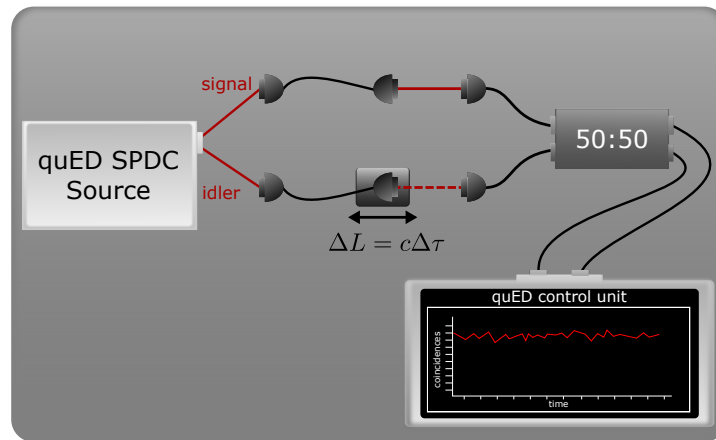 signal
quED SPDC
Source
50:50
idler
ΔL = cΔτ
quED control unit
coincidences
time